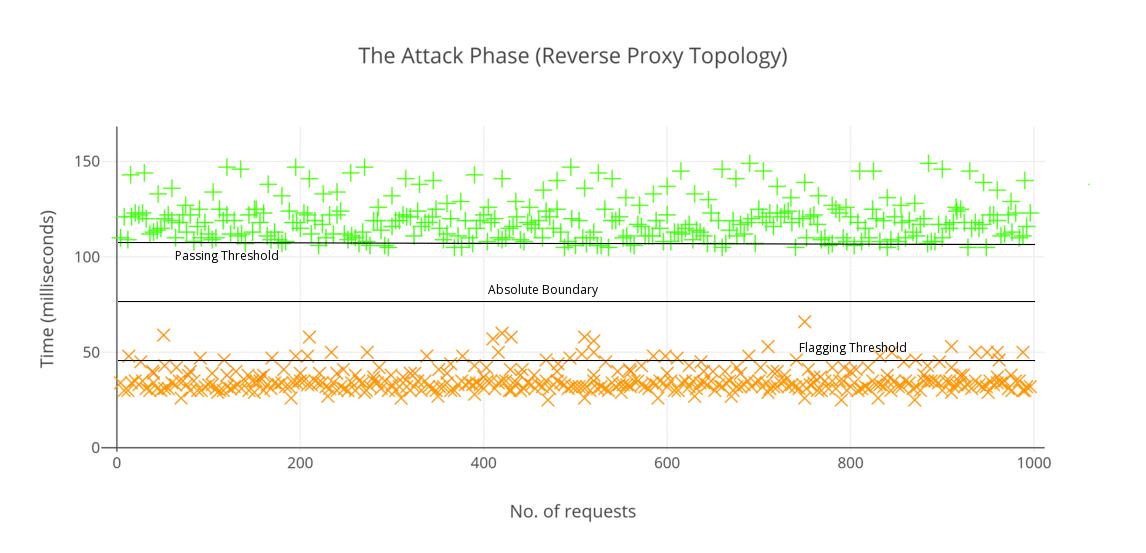 The Attack Phase (Reverse Proxy Topology)
150
100
50
0
Time (milliseconds)
Passing Threshold
Absolute Boundary
Flagging Threshold
0 200 400 600 800 1000
No. of requests